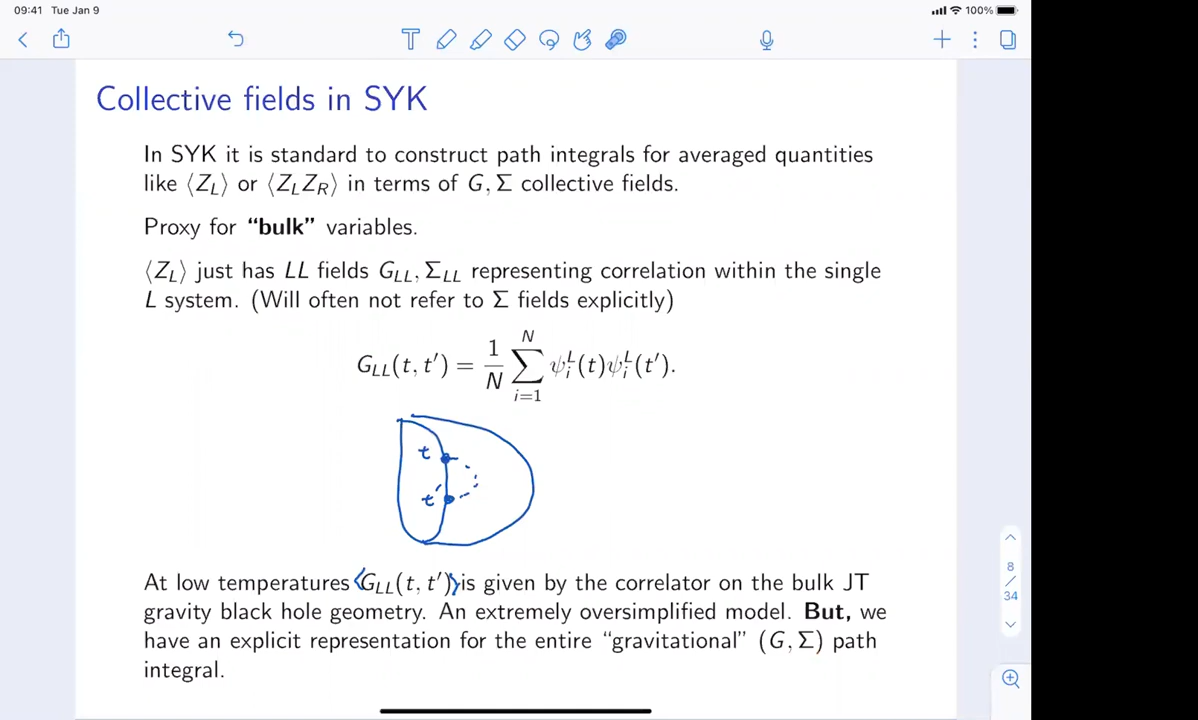 09:41 Tue Jan 9
100%
Collective fields in SYK
In SYK it is standard to construct path integrals for averaged quantities
like ⟨Z_L⟩ or ⟨Z_L Z_R⟩ in terms of G, Σ collective fields.
Proxy for “bulk” variables.
⟨Z_L⟩ just has LL fields G_LL, Σ_LL representing correlation within the single
L system. (Will often not refer to Σ fields explicitly)
G_LL(t, t′) = 1/N ∑_{i=1}^{N} ψ_i^L(t)ψ_i^L(t′).
t
t′
At low temperatures ⟨G_LL(t, t′)⟩ is given by the correlator on the bulk JT
gravity black hole geometry. An extremely oversimplified model. But, we
have an explicit representation for the entire “gravitational” (G, Σ) path
integral.
8
/
34